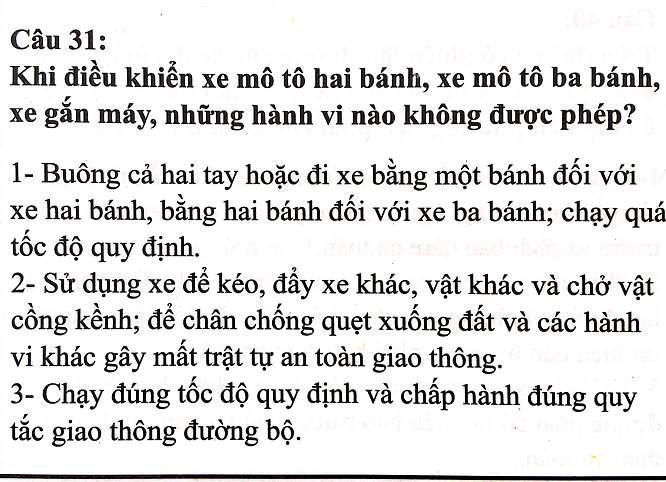 Câu 31:
Khi điều khiển xe mô tô hai bánh, xe mô tô ba bánh,
xe gắn máy, những hành vi nào không được phép?
1- Buông cả hai tay hoặc đi xe bằng một bánh đối với
xe hai bánh, bằng hai bánh đối với xe ba bánh; chạy quá
tốc độ quy định.
2- Sử dụng xe để kéo, đẩy xe khác, vật khác và chở vật
cồng kềnh; để chân chống quẹt xuống đất và các hành
vi khác gây mất trật tự an toàn giao thông.
3- Chạy đúng tốc độ quy định và chấp hành đúng quy
tắc giao thông đường bộ.